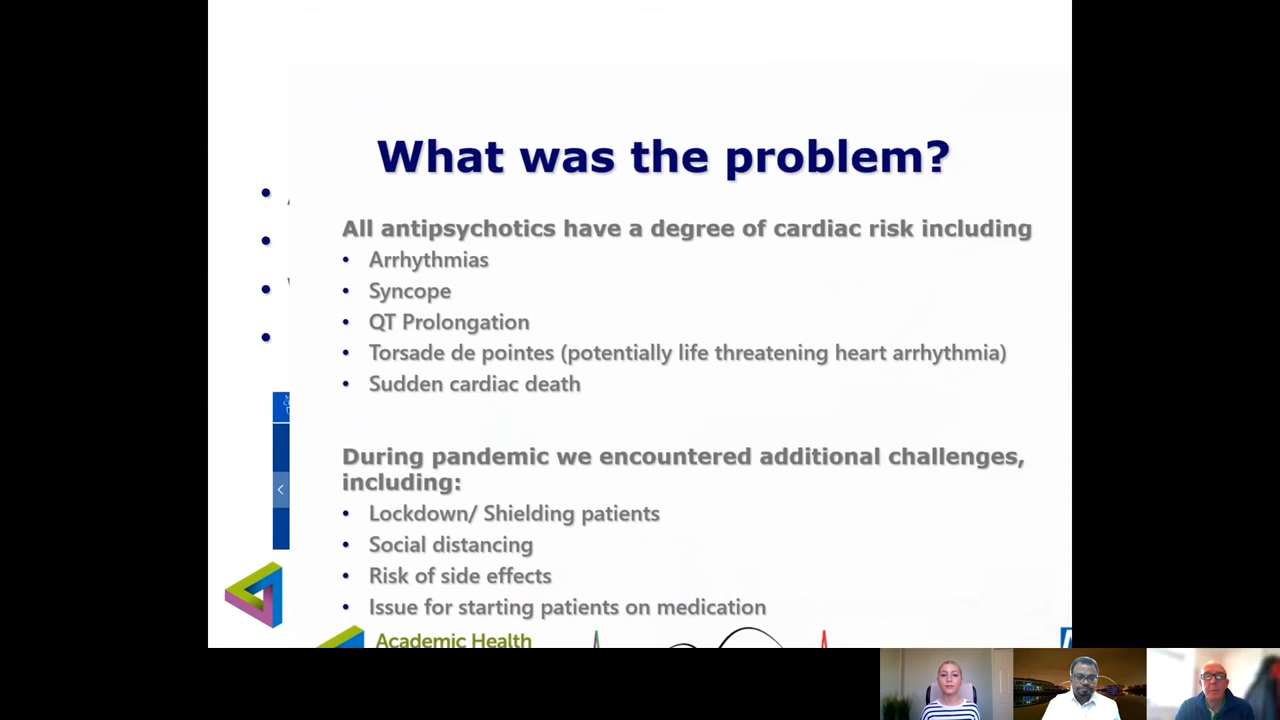 What was the problem?
All antipsychotics have a degree of cardiac risk including
• Arrhythmias
• Syncope
• QT Prolongation
• Torsade de pointes (potentially life threatening heart arrhythmia)
• Sudden cardiac death
During pandemic we encountered additional challenges,
including:
• Lockdown/ Shielding patients
• Social distancing
• Risk of side effects
• Issue for starting patients on medication
Academic Health